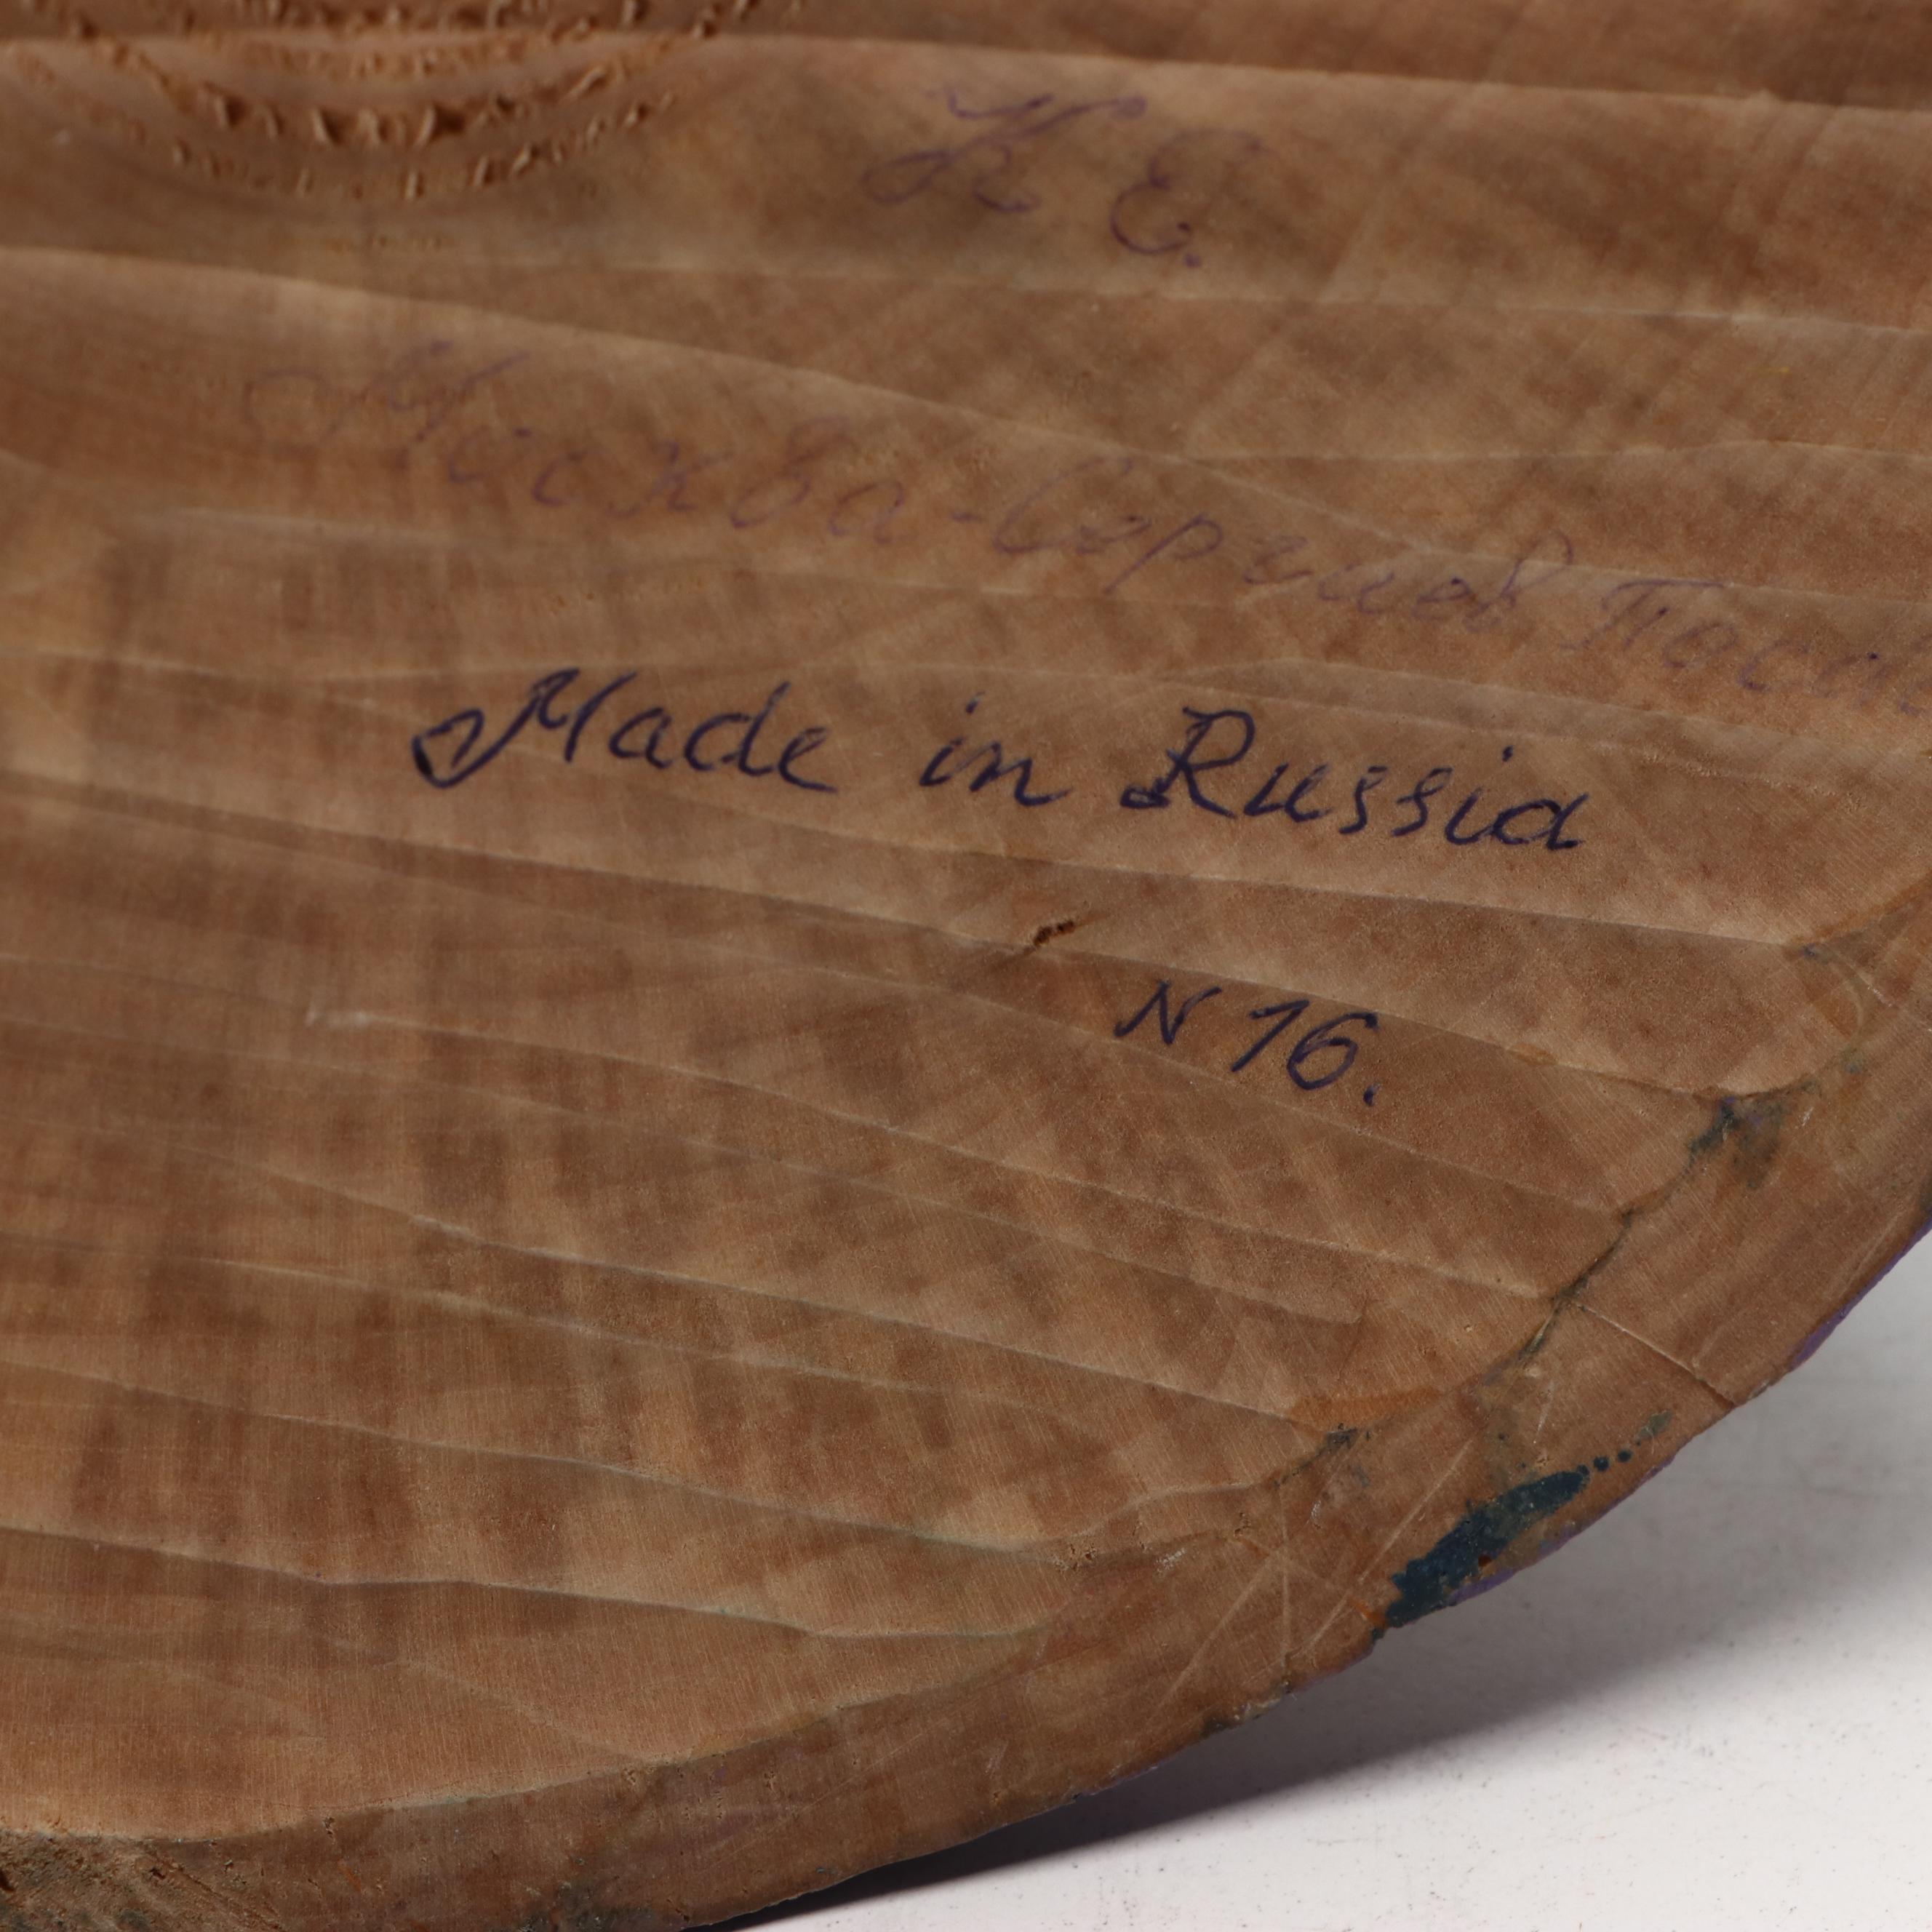 К Е.
Москва-Сергиев Посад
Made in Russia
N 16.